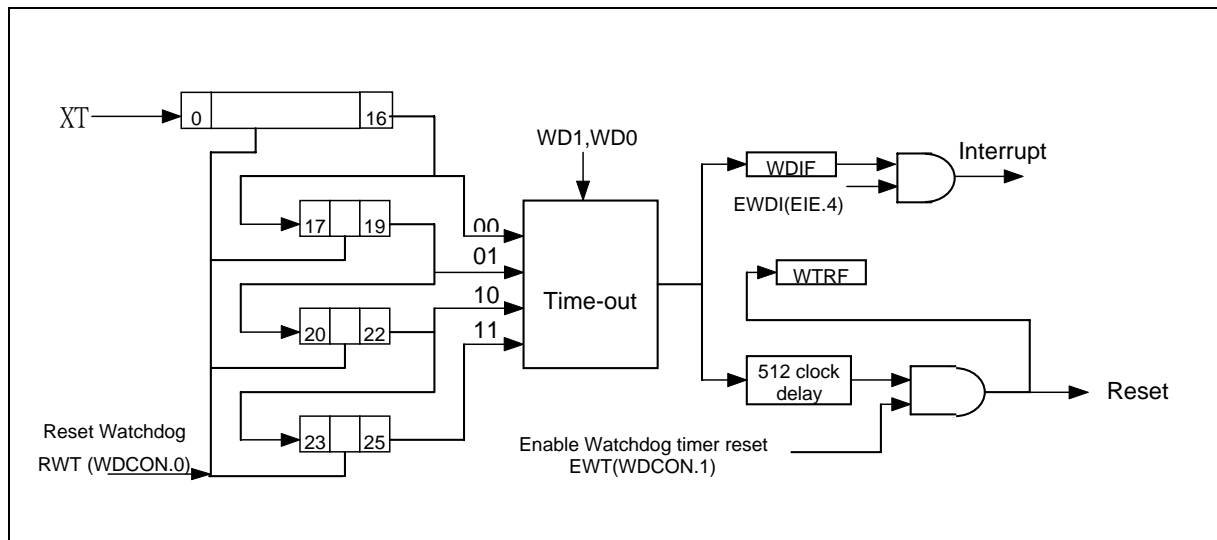 XT
0
16
WD1,WD0
WDIF
Interrupt
EWDI(EIE.4)
17
19
00
01
WTRF
10
Time-out
20
22
11
512 clock
delay
Reset
23
25
Reset Watchdog
RWT (WDCON.0)
Enable Watchdog timer reset
EWT(WDCON.1)